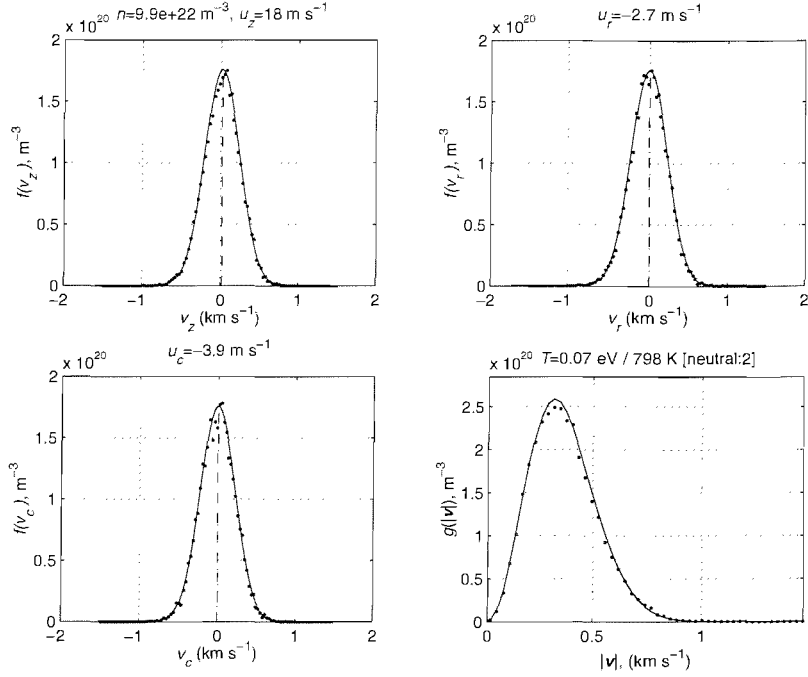 × 10^20 n=9.9e+22 m^−3, u_z=18 m s^−1
2
1.5
1
0.5
0
f(v_z), m^−3
−2 −1 0 1 2
v_z (km s^−1)
× 10^20 u_r=−2.7 m s^−1
2
1.5
1
0.5
0
f(v_r), m^−3
−2 −1 0 1 2
v_r (km s^−1)
× 10^20 u_c=−3.9 m s^−1
2
1.5
1
0.5
0
f(v_c), m^−3
−2 −1 0 1 2
v_c (km s^−1)
× 10^20 T=0.07 eV / 798 K [neutral:2]
2.5
2
1.5
1
0.5
0
g(|v|), m^−3
0 0.5 1
|v|, (km s^−1)